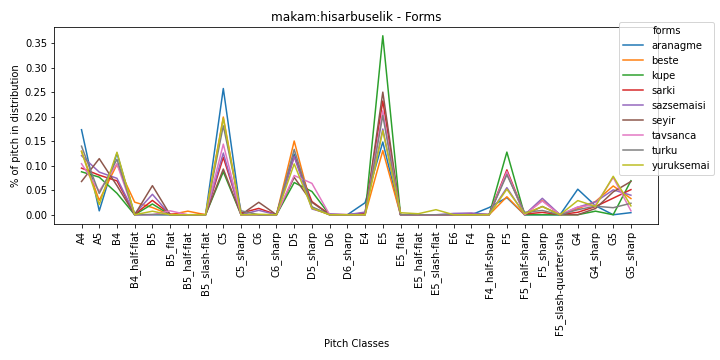 makam:hisarbuselik - Forms
forms
aranagme
beste
kupe
sarki
sazsemaisi
seyir
tavsanca
turku
yuruksemai
% of pitch in distribution
0.35
0.30
0.25
0.20
0.15
0.10
0.05
0.00
A4
A5
B4
B4_half-flat
B5
B5_flat
B5_half-flat
B5_slash-flat
C5
C5_sharp
C6
C6_sharp
D5
D5_sharp
D6
D6_sharp
E4
E5
E5_flat
E5_half-flat
E5_slash-flat
E6
F4
F4_half-sharp
F5
F5_half-sharp
F5_sharp
F5_slash-quarter-sha
G4
G4_sharp
G5
G5_sharp
Pitch Classes